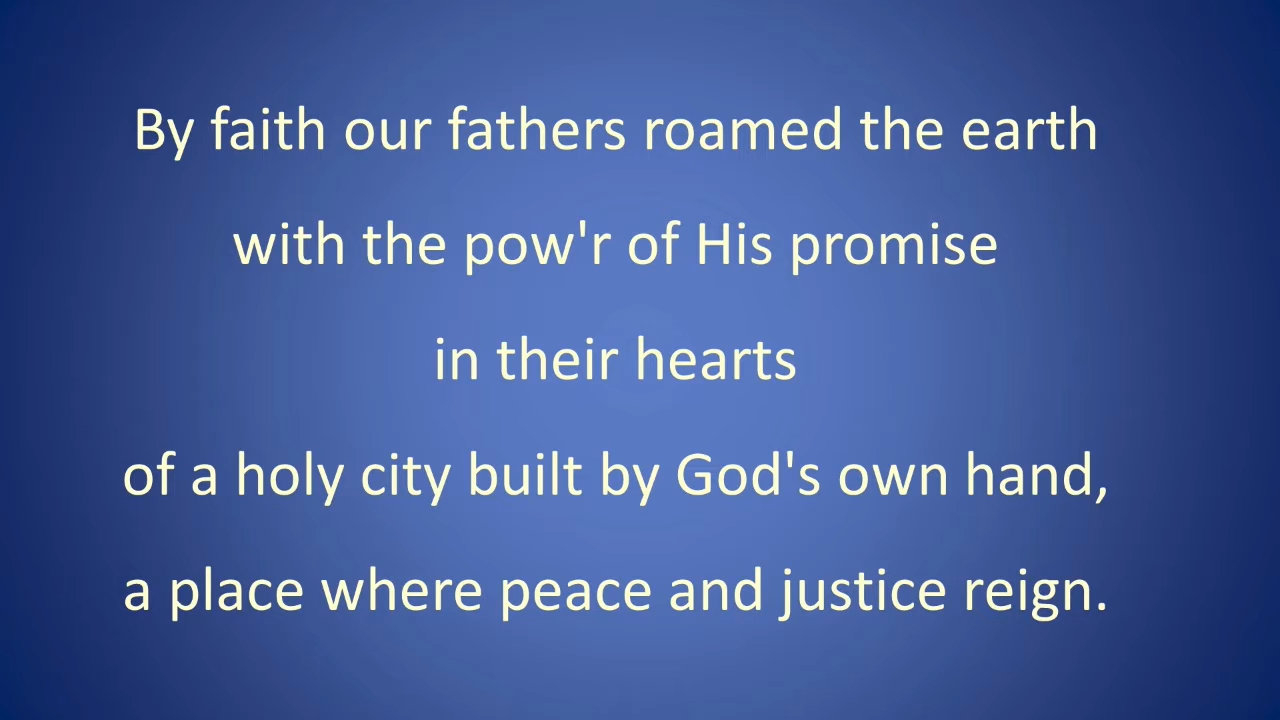 By faith our fathers roamed the earth
with the pow'r of His promise
in their hearts
of a holy city built by God's own hand,
a place where peace and justice reign.